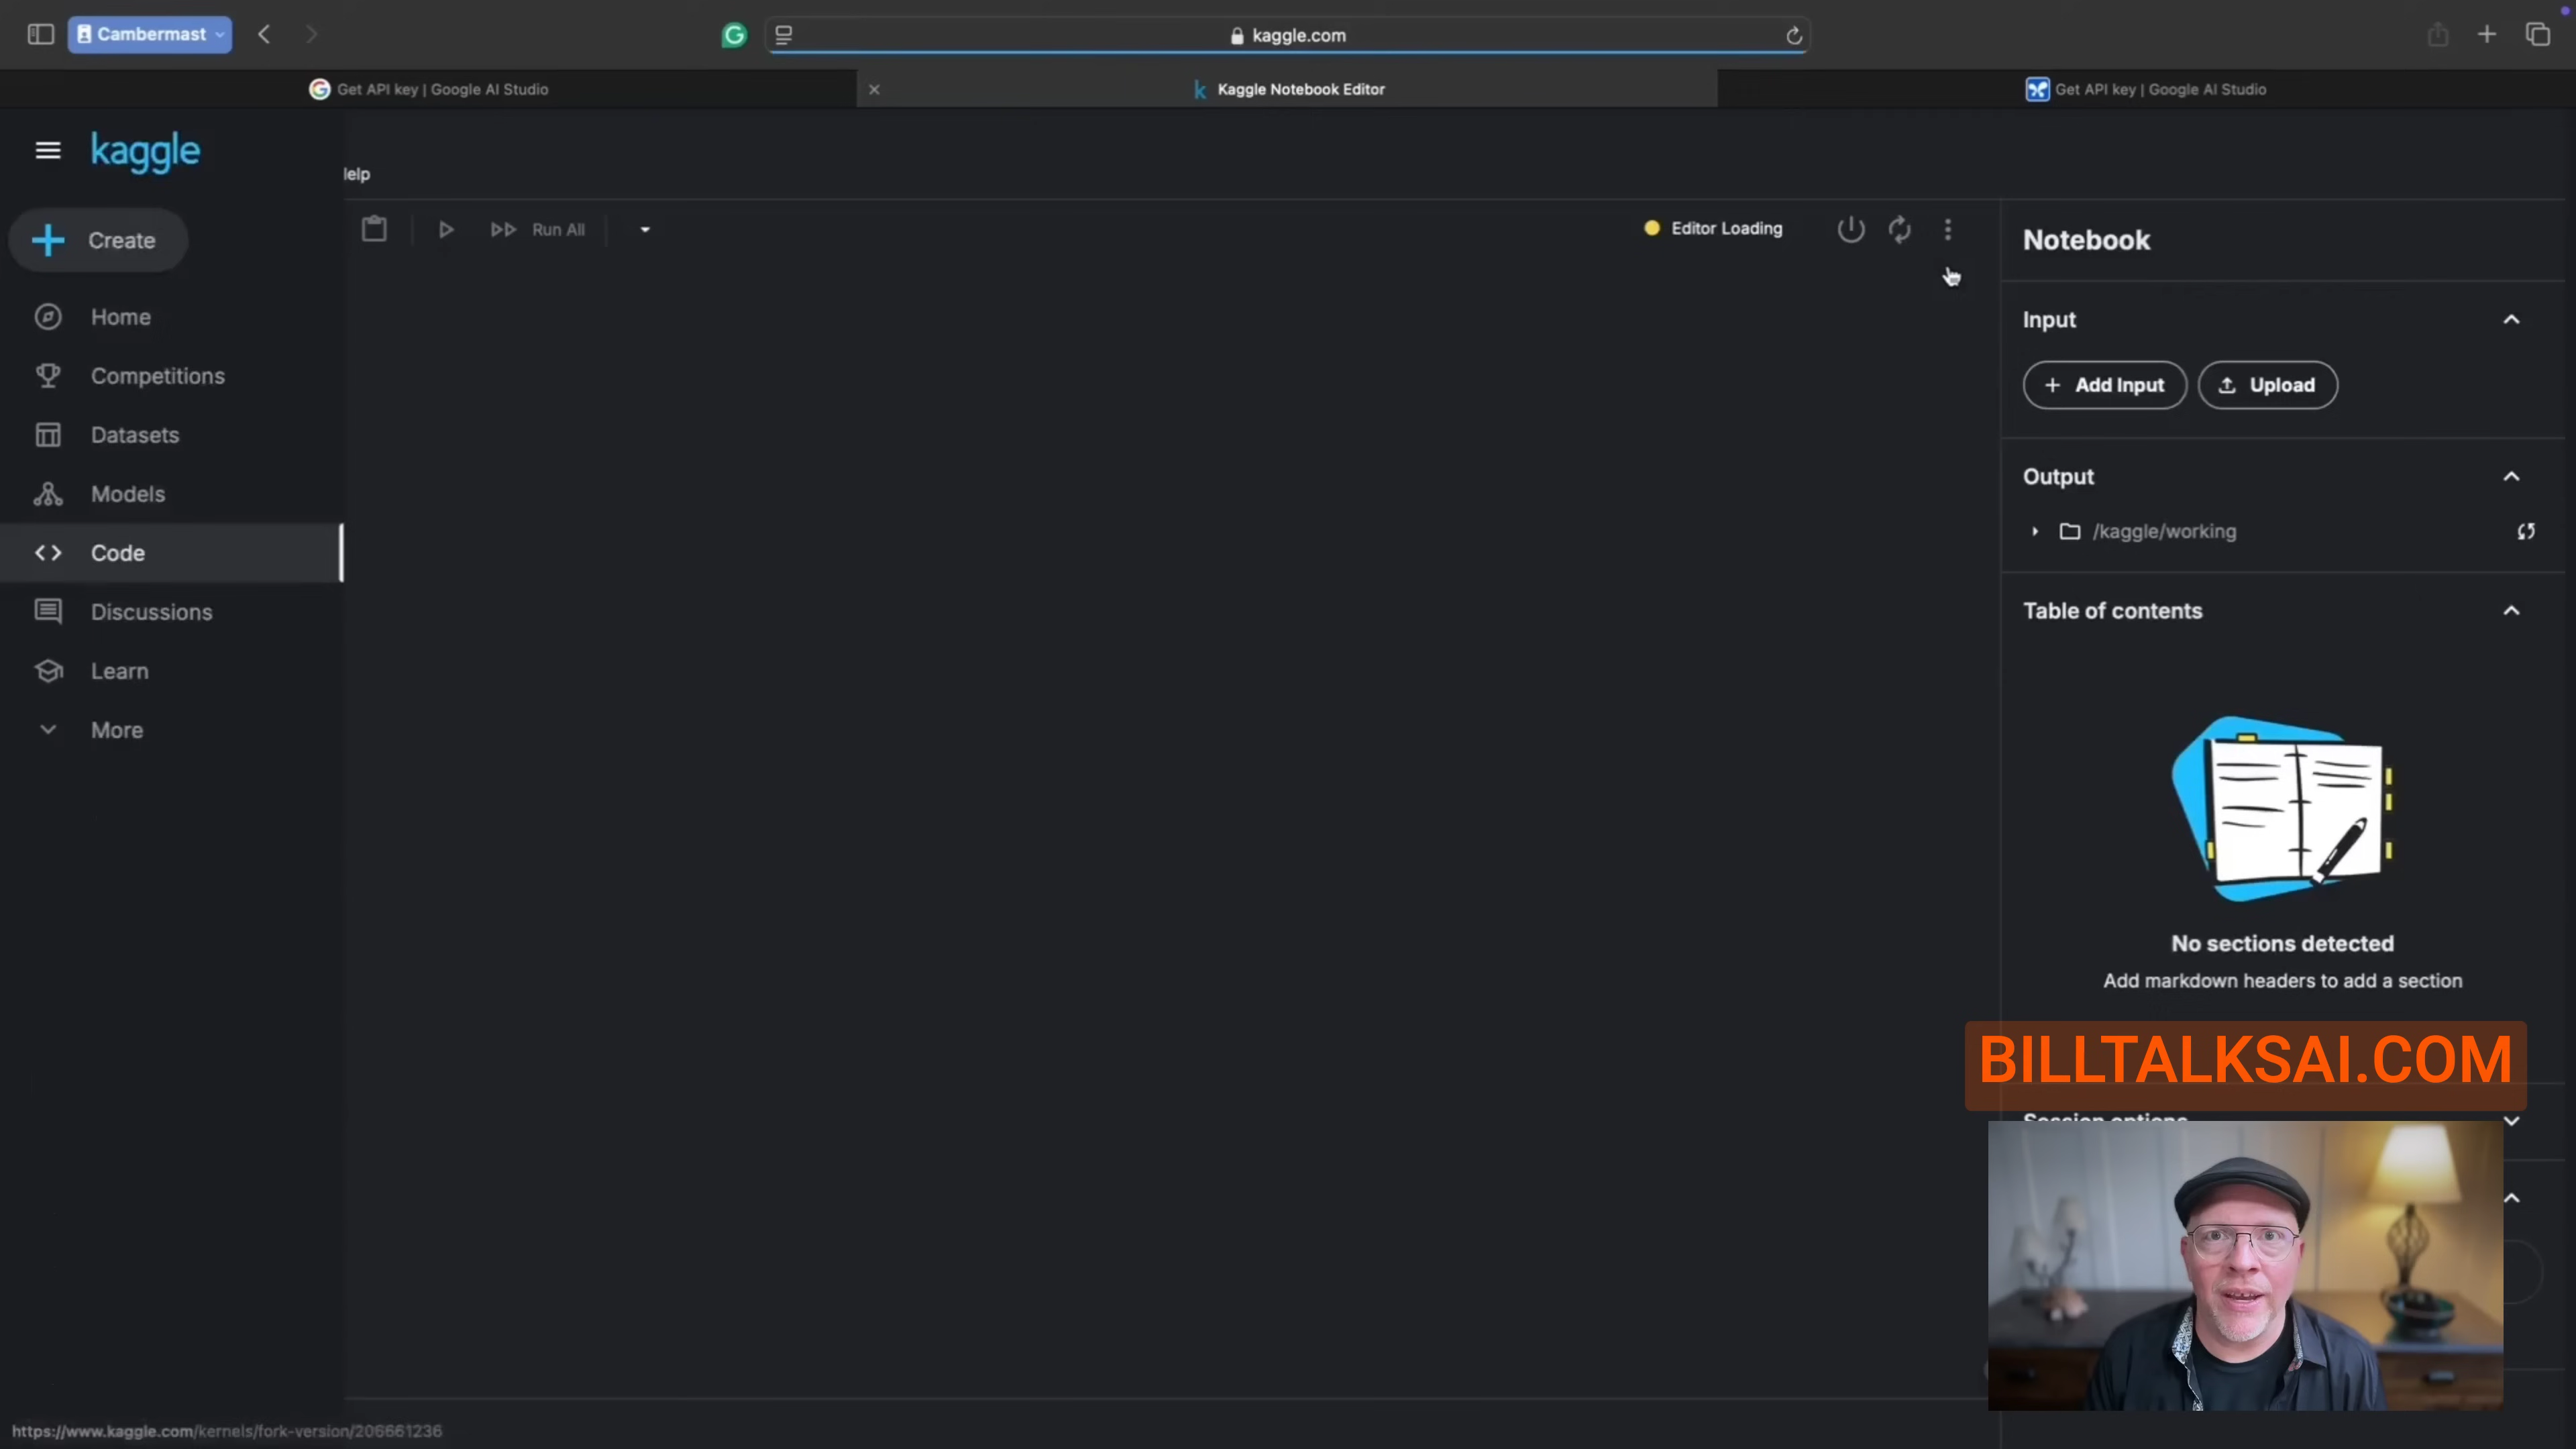 Cambermast
kaggle.com
Get API key | Google AI Studio
Kaggle Notebook Editor
Get API key | Google AI Studio
kaggle
Create
Home
Competitions
Datasets
Models
Code
Discussions
Learn
More
elp
Run All
Editor Loading
Notebook
Input
Add Input
Upload
Output
/kaggle/working
Table of contents
No sections detected
Add markdown headers to add a section
BILLTALKSAI.COM
Session options
https://www.kaggle.com/kernels/fork-version/206661236